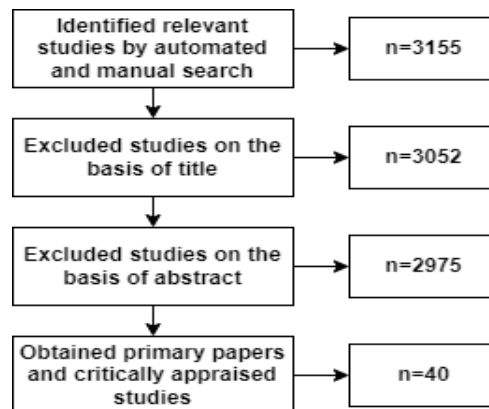 Identified relevant
studies by automated
and manual search
n=3155
Excluded studies on the
basis of title
n=3052
Excluded studies on the
basis of abstract
n=2975
Obtained primary papers
and critically appraised
studies
n=40